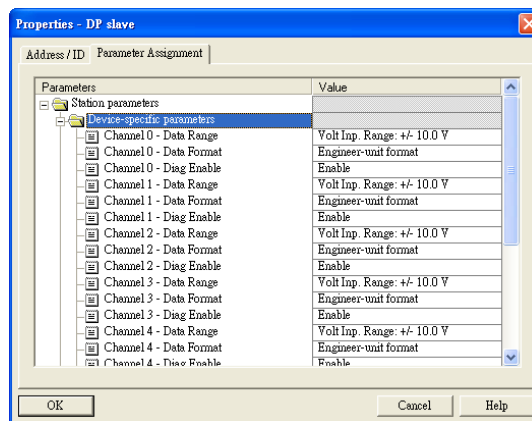 Properties - DP slave
Address / ID Parameter Assignment
Parameters Value
Station parameters
Device-specific parameters
Channel 0 - Data Range Volt Inp. Range: +/- 10.0 V
Channel 0 - Data Format Engineer-unit format
Channel 0 - Diag Enable Enable
Channel 1 - Data Range Volt Inp. Range: +/- 10.0 V
Channel 1 - Data Format Engineer-unit format
Channel 1 - Diag Enable Enable
Channel 2 - Data Range Volt Inp. Range: +/- 10.0 V
Channel 2 - Data Format Engineer-unit format
Channel 2 - Diag Enable Enable
Channel 3 - Data Range Volt Inp. Range: +/- 10.0 V
Channel 3 - Data Format Engineer-unit format
Channel 3 - Diag Enable Enable
Channel 4 - Data Range Volt Inp. Range: +/- 10.0 V
Channel 4 - Data Format Engineer-unit format
Channel 4 - Diag Enable Enable
OK Cancel Help